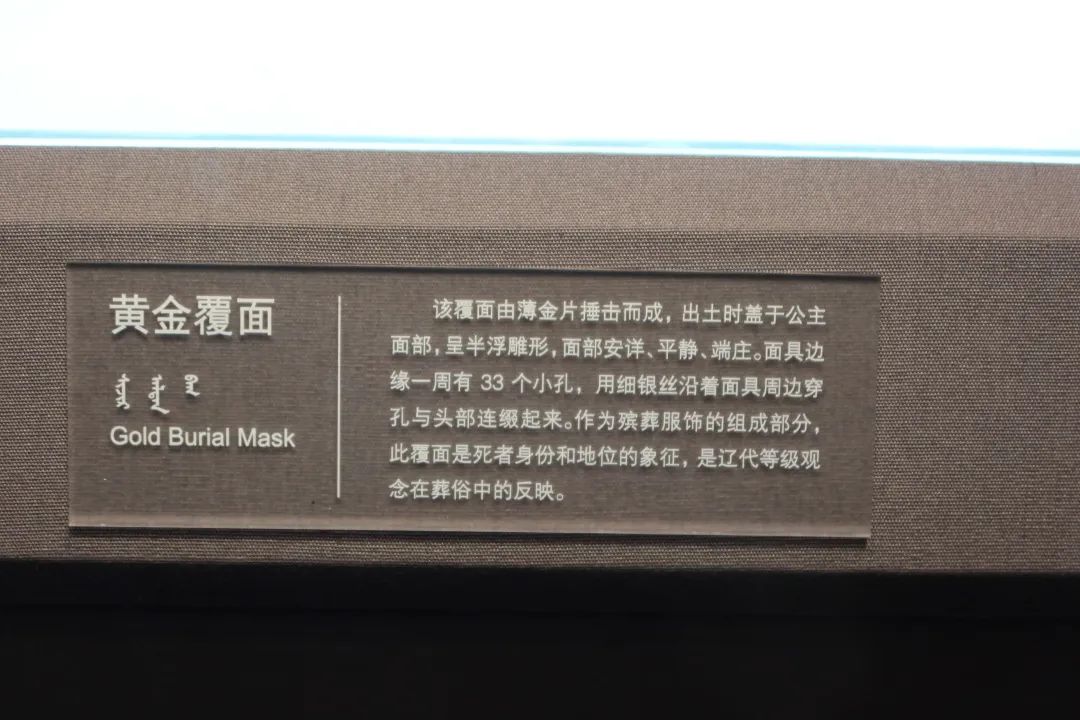 黄金覆面
Gold Burial Mask
该覆面由薄金片捶击而成，出土时盖于公主
面部，呈半浮雕形，面部安详、平静、端庄。面具边
缘一周有 33 个小孔，用细银丝沿着面具周边穿
孔与头部连缀起来。作为殡葬服饰的组成部分，
此覆面是死者身份和地位的象征，是辽代等级观
念在葬俗中的反映。